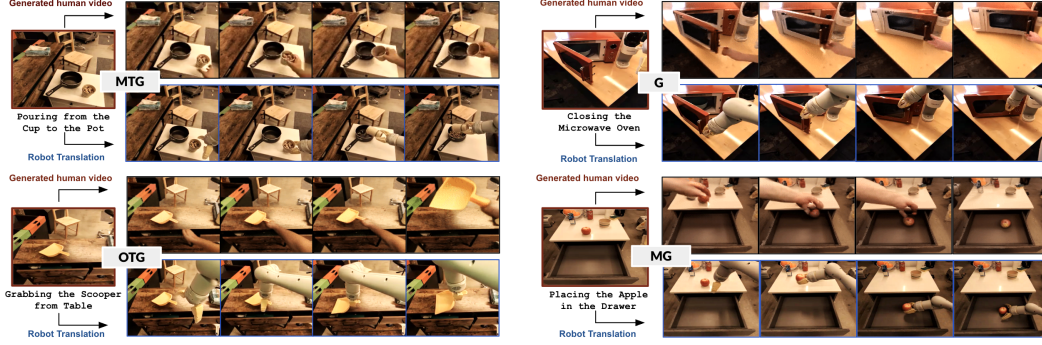 Generated human video
MTG
Pouring from the
Cup to the Pot
Robot Translation
Generated human video
G
Closing the
Microwave Oven
Robot Translation
Generated human video
OTG
Grabbing the Scooper
from Table
Robot Translation
Generated human video
MG
Placing the Apple
in the Drawer
Robot Translation